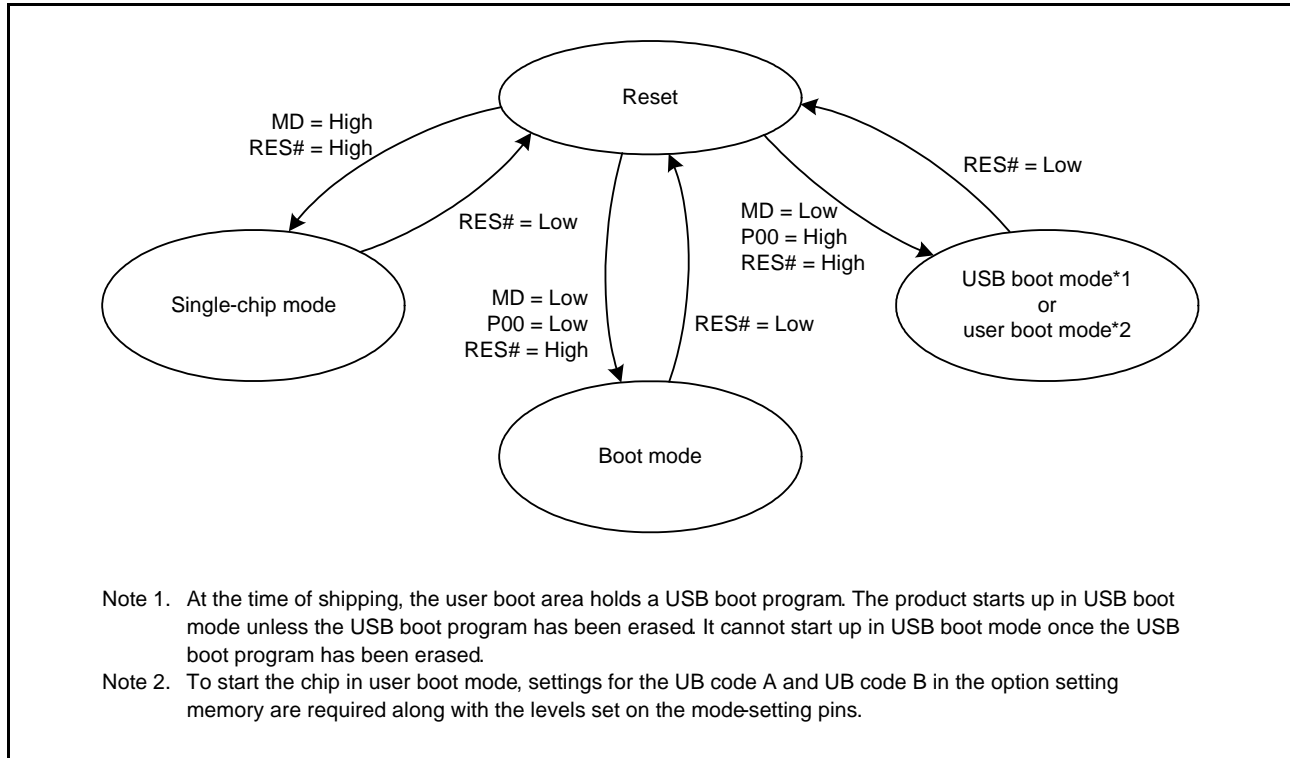 Reset
MD = High
RES# = High
RES# = Low
RES# = Low
MD = Low
P00 = High
RES# = High
Single-chip mode
MD = Low
P00 = Low
RES# = High
RES# = Low
USB boot mode*1
or
user boot mode*2
Boot mode
Note 1. At the time of shipping, the user boot area holds a USB boot program. The product starts up in USB boot
mode unless the USB boot program has been erased. It cannot start up in USB boot mode once the USB
boot program has been erased.
Note 2. To start the chip in user boot mode, settings for the UB code A and UB code B in the option setting
memory are required along with the levels set on the mode-setting pins.